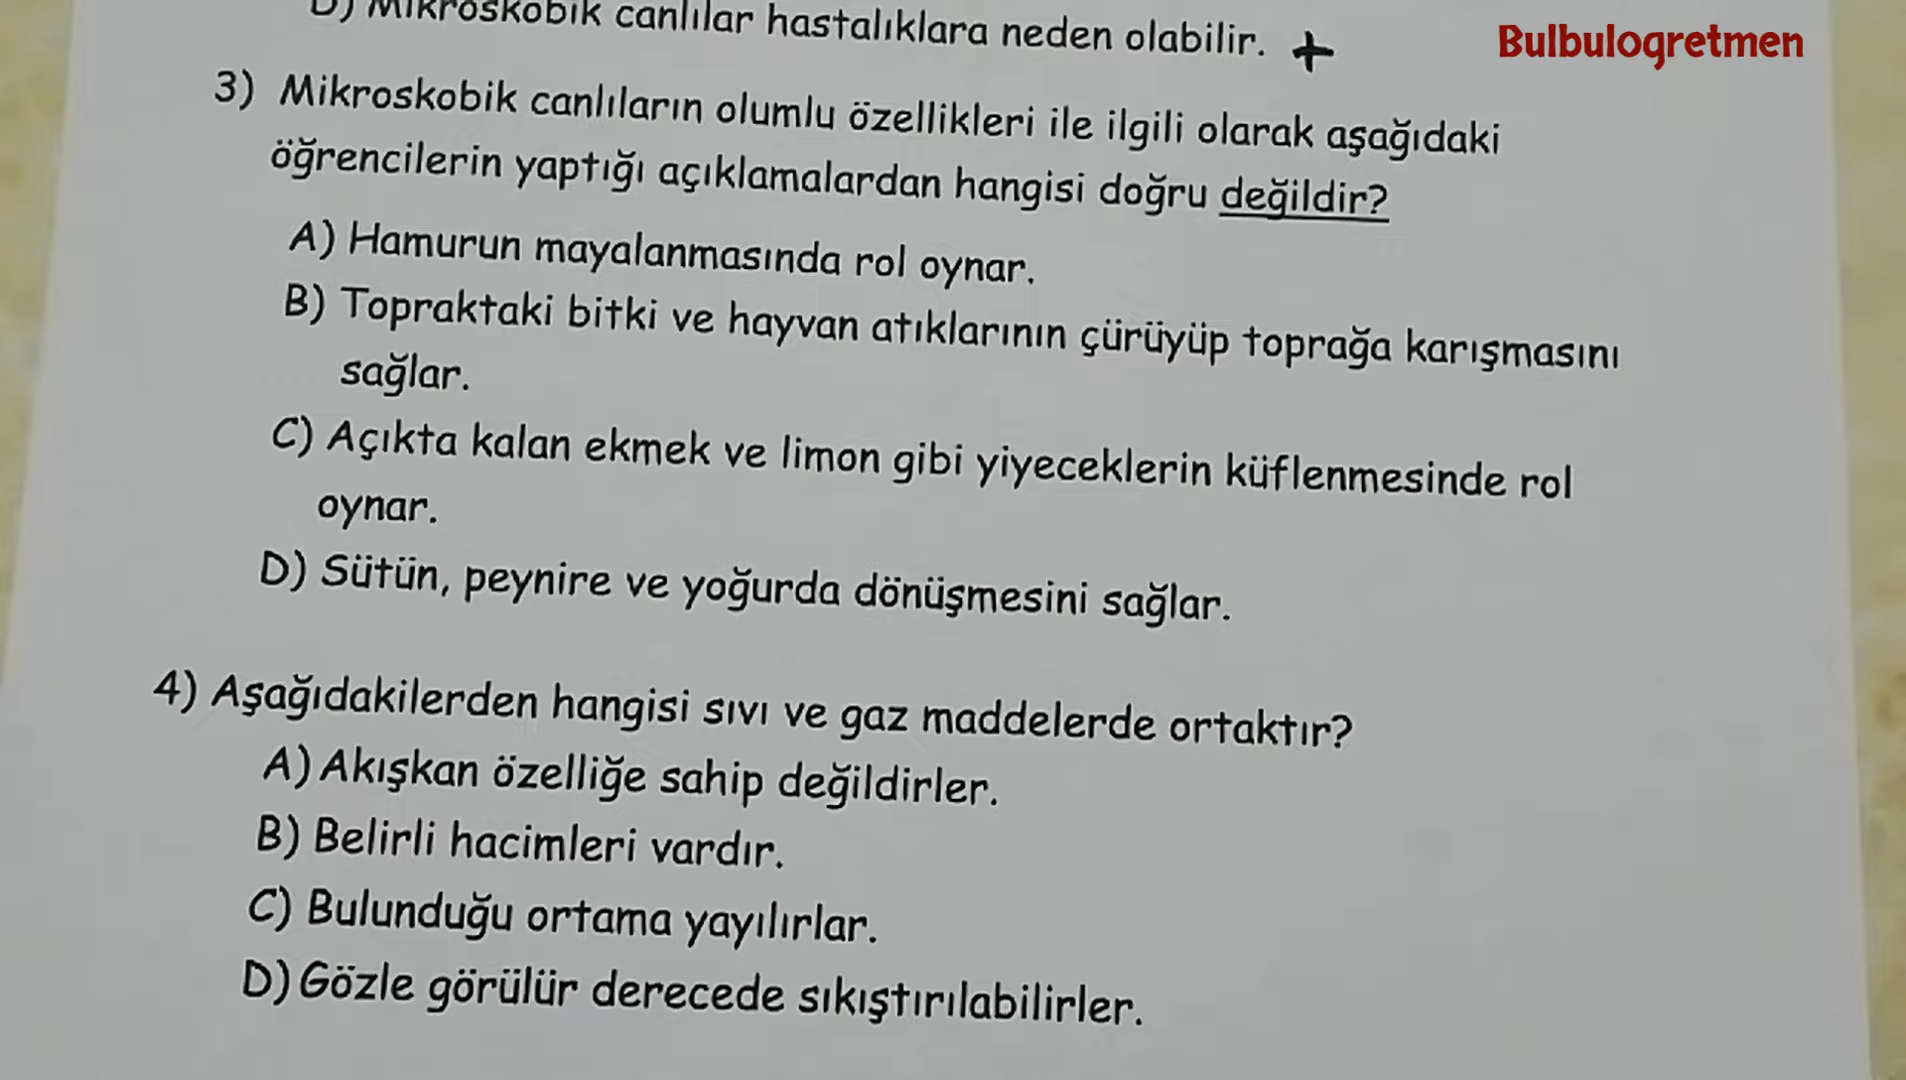 D) Mikroskobik canlılar hastalıklara neden olabilir. +
Bulbulogretmen
3) Mikroskobik canlıların olumlu özellikleri ile ilgili olarak aşağıdaki
öğrencilerin yaptığı açıklamalardan hangisi doğru değildir?
A) Hamurun mayalanmasında rol oynar.
B) Topraktaki bitki ve hayvan atıklarının çürüyüp toprağa karışmasını
sağlar.
C) Açıkta kalan ekmek ve limon gibi yiyeceklerin küflenmesinde rol
oynar.
D) Sütün, peynire ve yoğurda dönüşmesini sağlar.
4) Aşağıdakilerden hangisi sıvı ve gaz maddelerde ortaktır?
A) Akışkan özelliğe sahip değildirler.
B) Belirli hacimleri vardır.
C) Bulunduğu ortama yayılırlar.
D) Gözle görülür derecede sıkıştırılabilirler.